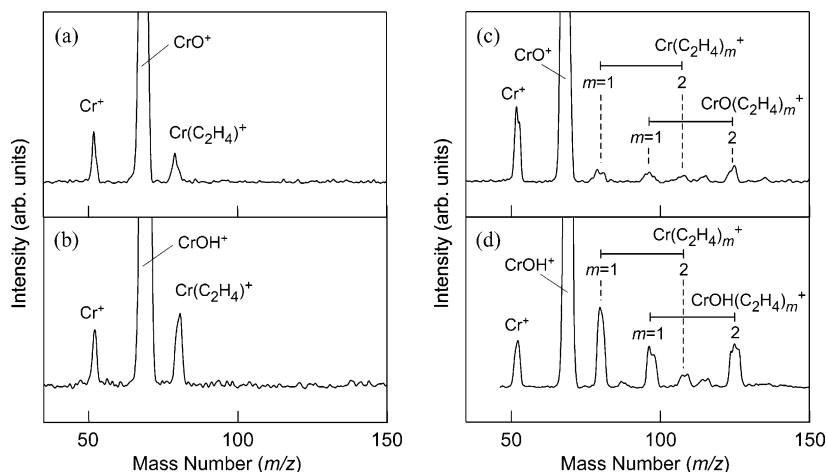 (a)
CrO⁺
Cr⁺
Cr(C₂H₄)⁺
(b)
CrOH⁺
Cr(C₂H₄)⁺
Cr⁺
50 100 150
Mass Number (m/z)
Intensity (arb. units)
(c)
Cr(C₂H₄)ₘ⁺
CrO⁺
m=1 2
Cr⁺
CrO(C₂H₄)ₘ⁺
m=1 2
(d)
Cr(C₂H₄)ₘ⁺
CrOH⁺
m=1 2
CrOH(C₂H₄)ₘ⁺
Cr⁺
m=1 2
50 100 150
Mass Number (m/z)
Intensity (arb. units)